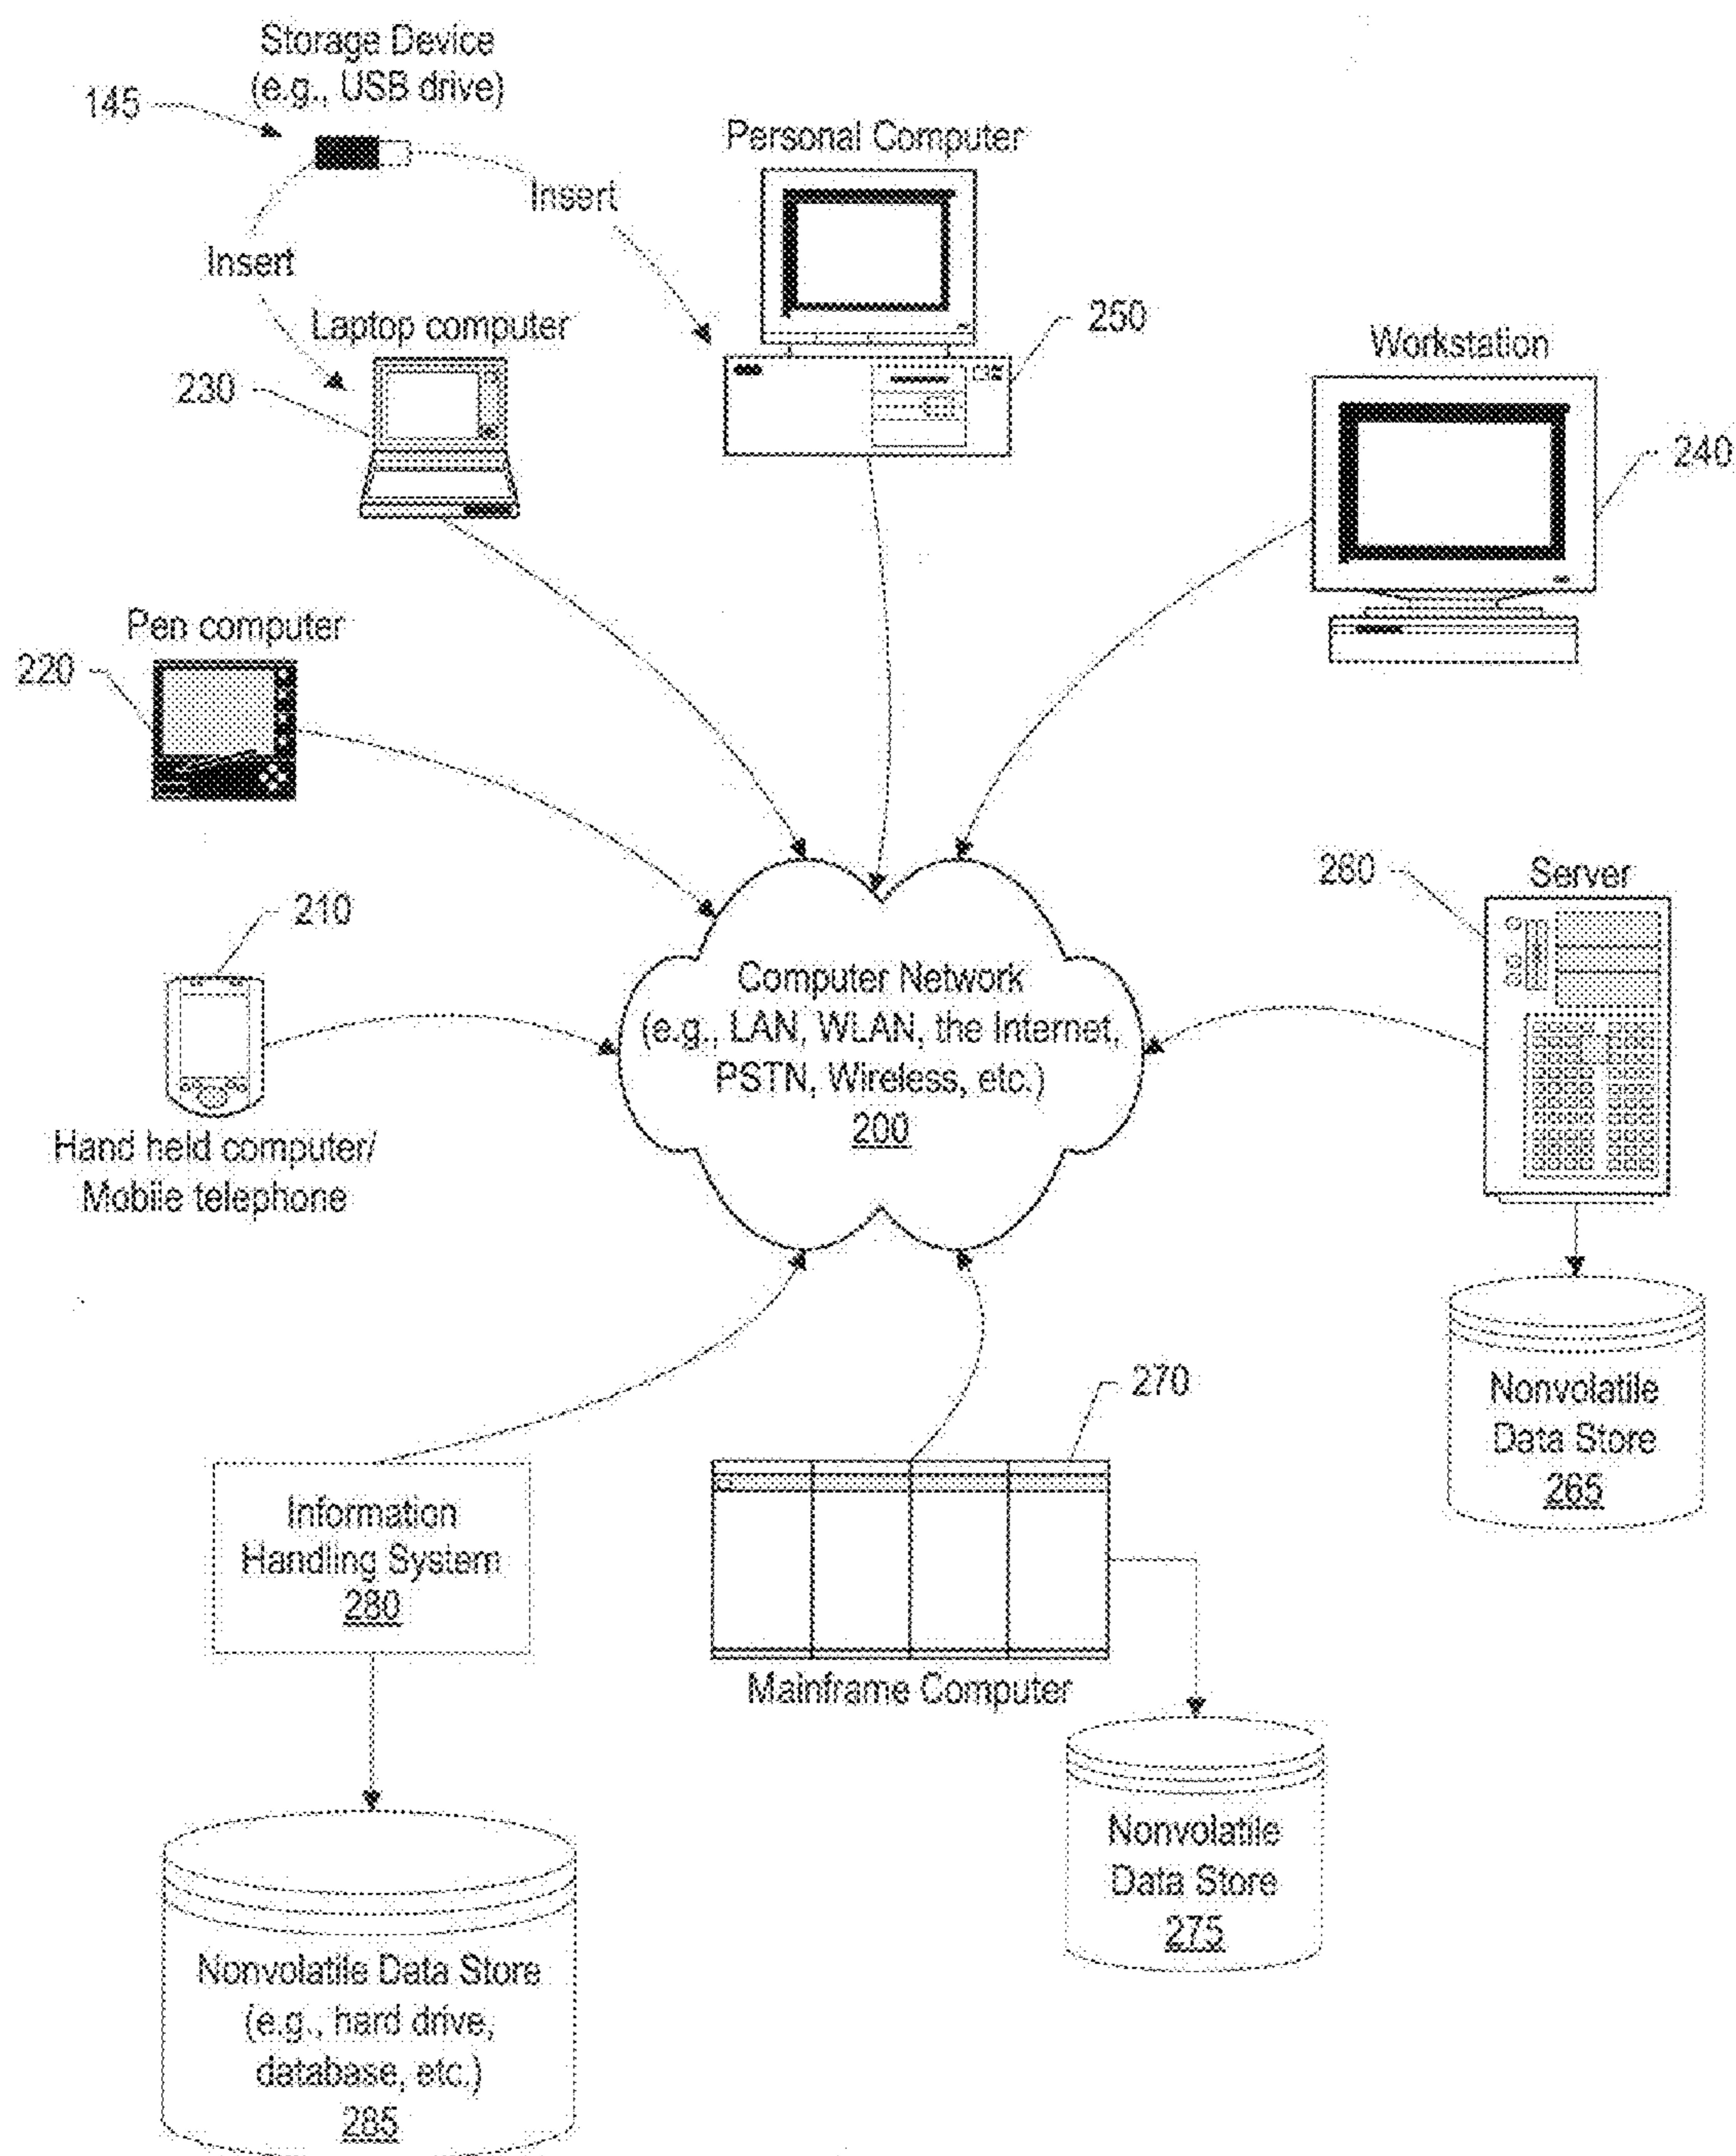 Storage Device
(e.g., USB drive)
145
Personal Computer
Insert
Insert
Laptop computer
250
Workstation
230
240
Pen computer
220
260
Server
210
Computer Network
(e.g., LAN, WLAN, the Internet,
PSTN, Wireless, etc.)
200
Hand held computer/
Mobile telephone
270
Nonvolatile
Data Store
265
Information
Handling System
280
Mainframe Computer
Nonvolatile
Data Store
275
Nonvolatile Data Store
(e.g., hard drive,
database, etc.)
285